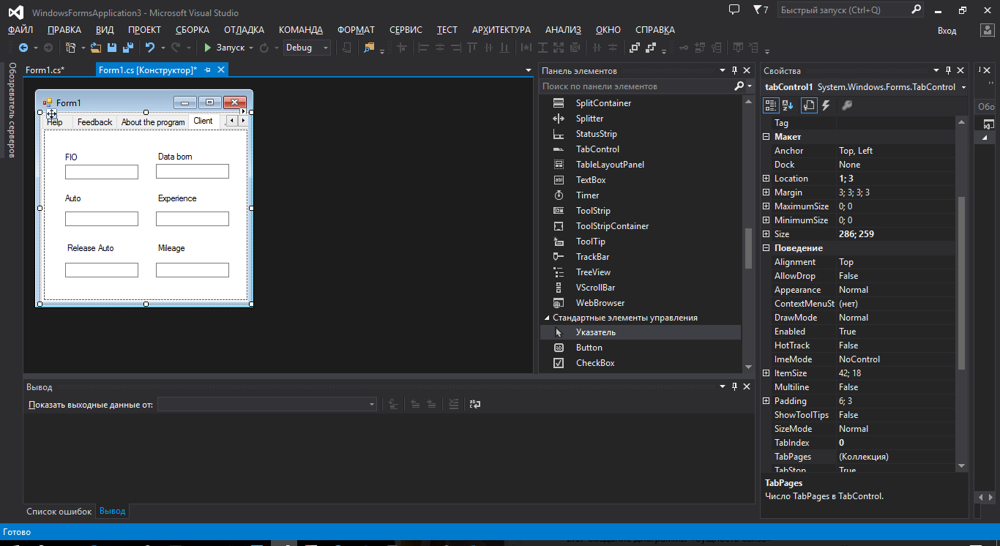 WindowsFormsApplication3 - Microsoft Visual Studio
7
Быстрый запуск (Ctrl+Q)
ФАЙЛ ПРАВКА ВИД ПРОЕКТ СБОРКА ОТЛАДКА КОМАНДА ФОРМАТ СЕРВИС ТЕСТ АРХИТЕКТУРА АНАЛИЗ ОКНО СПРАВКА
Вход
Запуск
Debug
Обозреватель серверов
Form1.cs*
Form1.cs [Конструктор]*
Form1
Help
Feedback
About the program
Client
FIO
Data born
Auto
Experience
Release Auto
Mileage
Панель элементов
Поиск по панели элементов
SplitContainer
Splitter
StatusStrip
TabControl
TableLayoutPanel
TextBox
Timer
ToolStrip
ToolStripContainer
ToolTip
TrackBar
TreeView
VScrollBar
WebBrowser
Стандартные элементы управления
Указатель
Button
CheckBox
Свойства
tabControl1 System.Windows.Forms.TabControl
Tag
Макет
Anchor Top, Left
Dock None
Location 1; 3
Margin 3; 3; 3; 3
MaximumSize 0; 0
MinimumSize 0; 0
Size 286; 259
Поведение
Alignment Top
AllowDrop False
Appearance Normal
ContextMenuSt (нет)
DrawMode Normal
Enabled True
HotTrack False
ImeMode NoControl
ItemSize 42; 18
Multiline False
Padding 6; 3
ShowToolTips False
SizeMode Normal
TabIndex 0
TabPages (Коллекция)
TabStop True
TabPages
Число TabPages в TabControl.
Обо
Вывод
Показать выходные данные от:
Список ошибок
Вывод
Готово